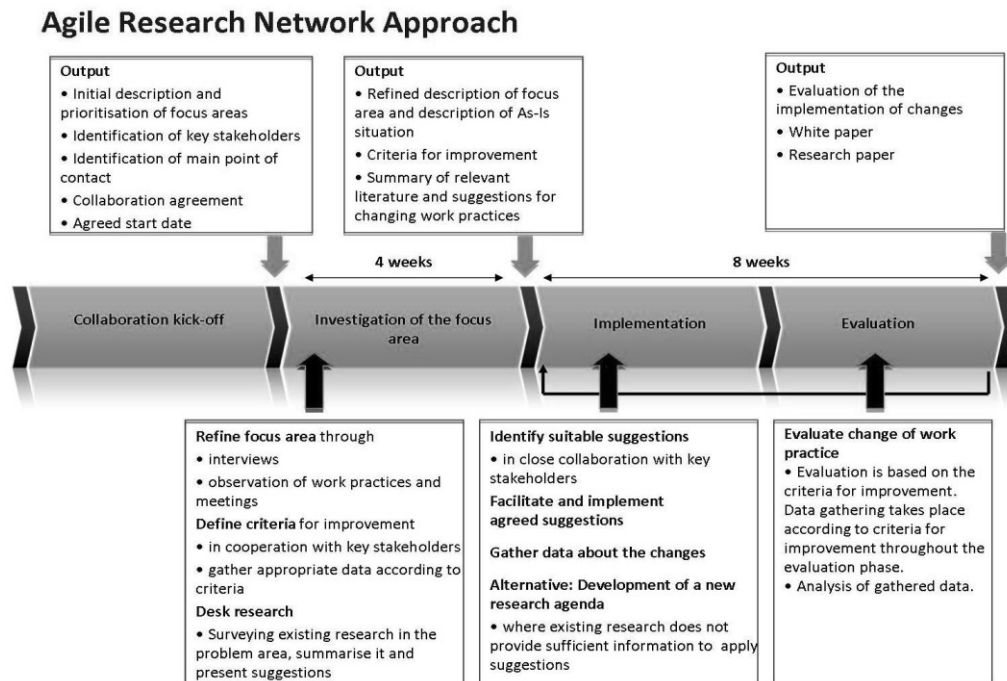 Agile Research Network Approach
Output
• Initial description and
prioritisation of focus areas
• Identification of key stakeholders
• Identification of main point of
contact
• Collaboration agreement
• Agreed start date
Output
• Refined description of focus
area and description of As-Is
situation
• Criteria for improvement
• Summary of relevant
literature and suggestions for
changing work practices
Output
• Evaluation of the
implementation of changes
• White paper
• Research paper
4 weeks
8 weeks
Collaboration kick-off
Investigation of the focus
area
Implementation
Evaluation
Refine focus area through
• interviews
• observation of work practices and
meetings
Define criteria for improvement
• in cooperation with key stakeholders
• gather appropriate data according to
criteria
Desk research
• Surveying existing research in the
problem area, summarise it and
present suggestions
Identify suitable suggestions
• in close collaboration with key
stakeholders
Facilitate and implement
agreed suggestions
Gather data about the changes
Alternative: Development of a new
research agenda
• where existing research does not
provide sufficient information to apply
suggestions
Evaluate change of work
practice
• Evaluation is based on the
criteria for improvement.
Data gathering takes place
according to criteria for
improvement throughout the
evaluation phase.
• Analysis of gathered data.